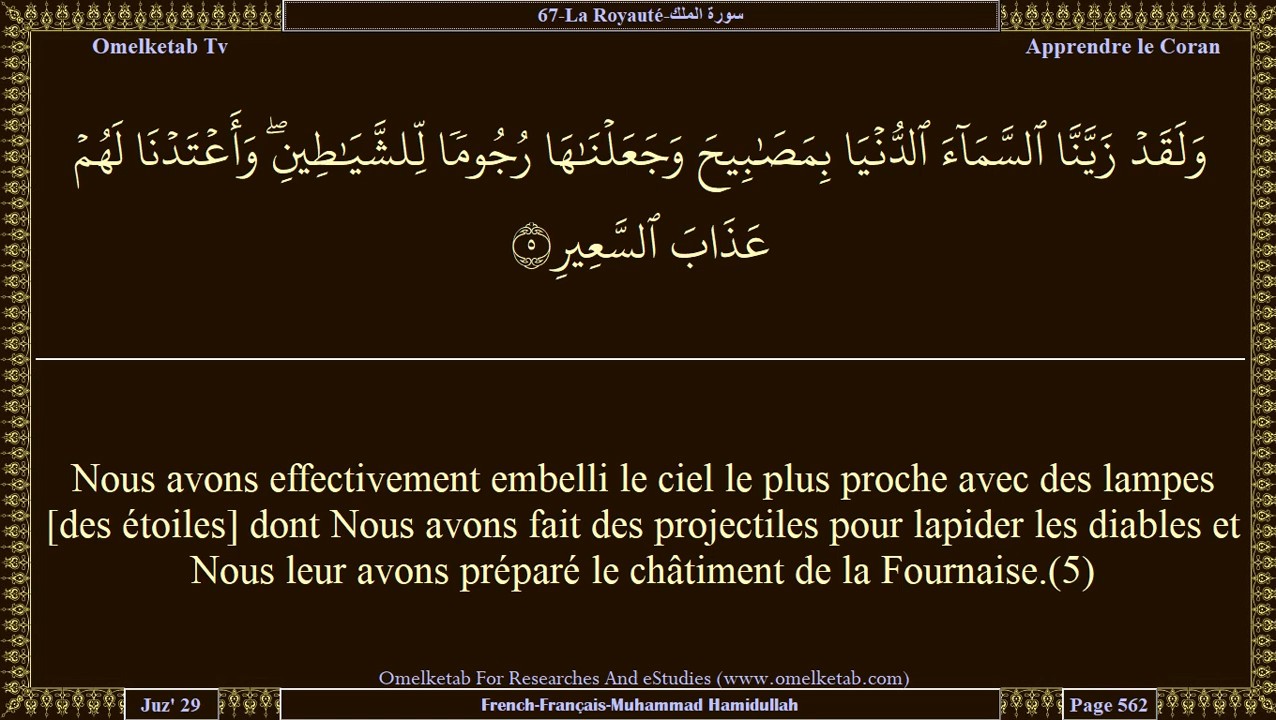 67-La Royauté-سورة الملك
Omelketab Tv
Apprendre le Coran
وَلَقَدۡ زَيَّنَّا ٱلسَّمَآءَ ٱلدُّنۡيَا بِمَصَٰبِيحَ وَجَعَلۡنَٰهَا رُجُومٗا لِّلشَّيَٰطِينِۖ وَأَعۡتَدۡنَا لَهُمۡ
عَذَابَ ٱلسَّعِيرِ ٥
Nous avons effectivement embelli le ciel le plus proche avec des lampes
[des étoiles] dont Nous avons fait des projectiles pour lapider les diables et
Nous leur avons préparé le châtiment de la Fournaise.(5)
Omelketab For Researches And eStudies (www.omelketab.com)
Juz' 29
French-Français-Muhammad Hamidullah
Page 562